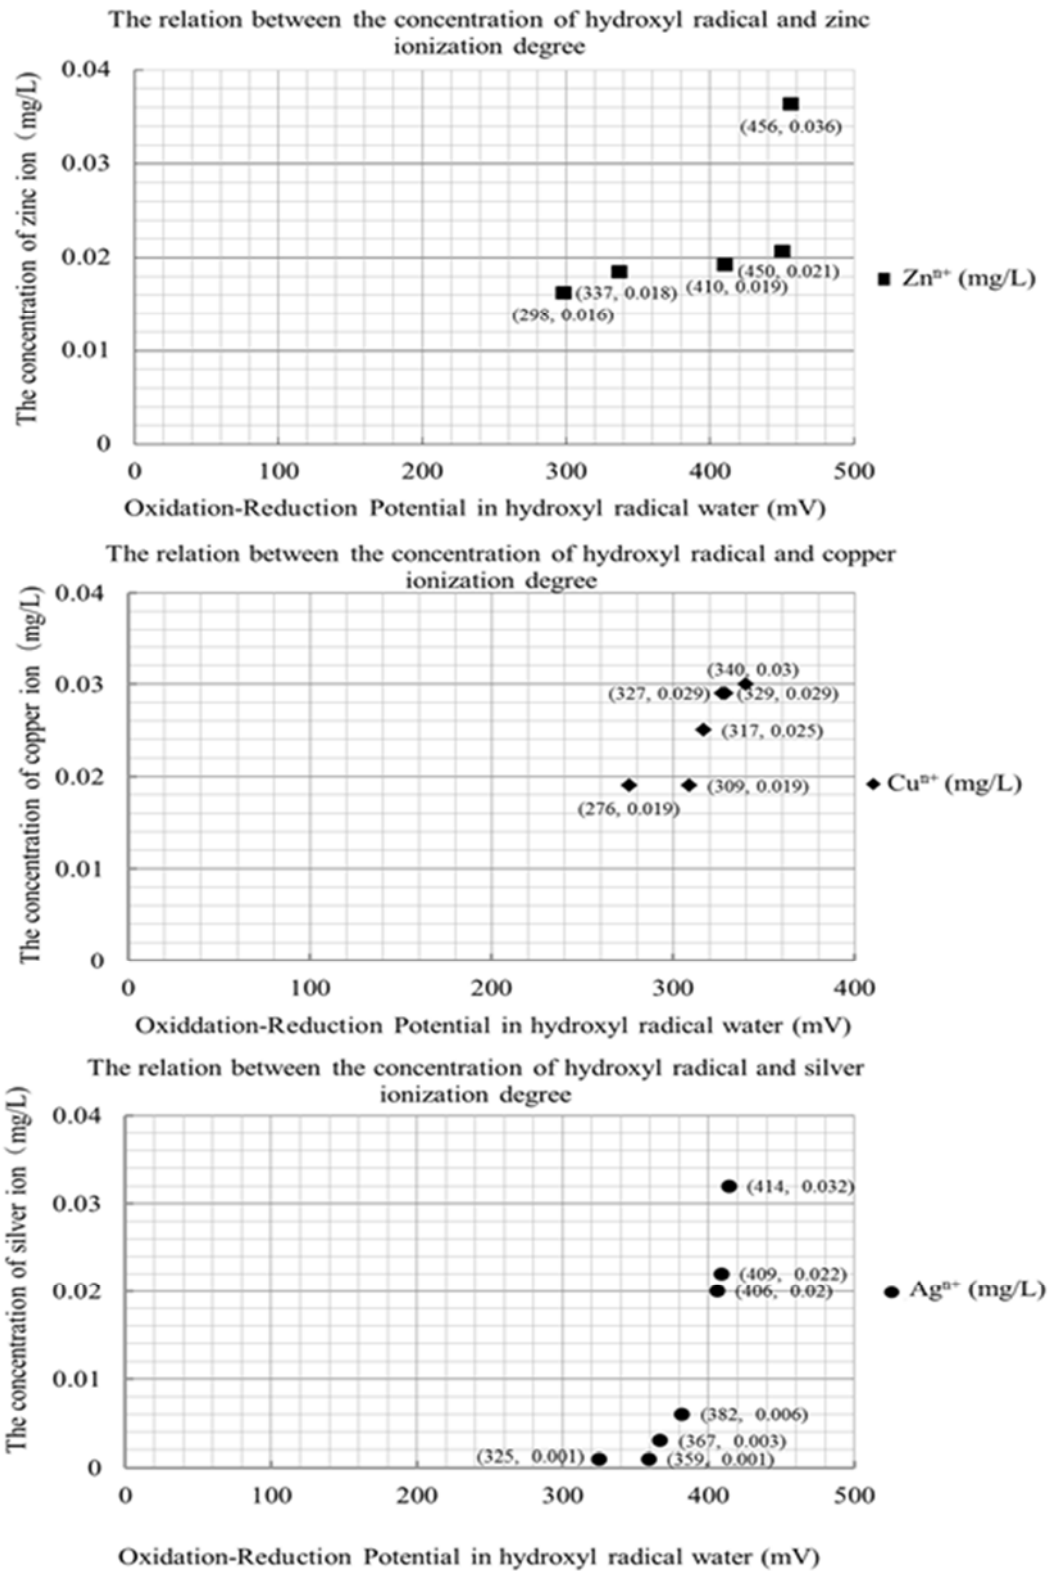 The relation between the concentration of hydroxyl radical and zinc
ionization degree
The concentration of zinc ion (mg/L)
0.04
0.03
0.02
0.01
0
(456, 0.036)
(450, 0.021)
(410, 0.019)
(337, 0.018)
(298, 0.016)
Znⁿ⁺ (mg/L)
0 100 200 300 400 500
Oxidation-Reduction Potential in hydroxyl radical water (mV)
The relation between the concentration of hydroxyl radical and copper
ionization degree
The concentration of copper ion (mg/L)
0.04
0.03
0.02
0.01
0
(340, 0.03)
(327, 0.029) (329, 0.029)
(317, 0.025)
(309, 0.019)
(276, 0.019)
Cuⁿ⁺ (mg/L)
0 100 200 300 400
Oxiddation-Reduction Potential in hydroxyl radical water (mV)
The relation between the concentration of hydroxyl radical and silver
ionization degree
The concentration of silver ion (mg/L)
0.04
0.03
0.02
0.01
0
(414, 0.032)
(409, 0.022)
(406, 0.02)
(382, 0.006)
(367, 0.003)
(325, 0.001) (359, 0.001)
Agⁿ⁺ (mg/L)
0 100 200 300 400 500
Oxidation-Reduction Potential in hydroxyl radical water (mV)